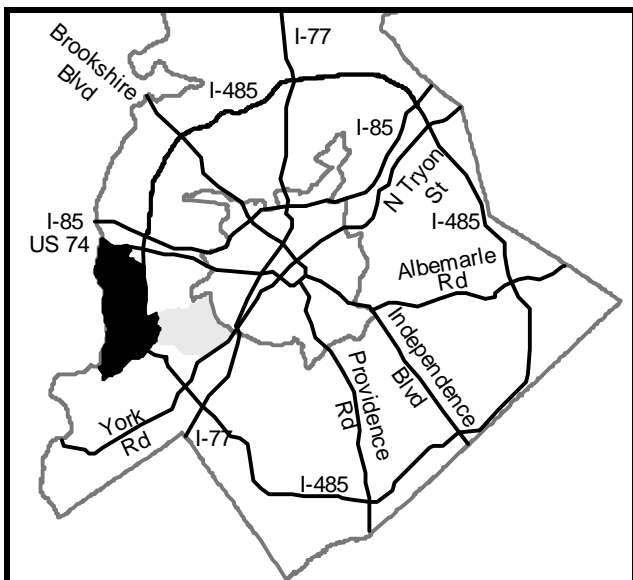 I-77
Brookshire
Blvd
I-485
I-85
N Tryon
St
I-85
US 74
I-485
Albemarle
Rd
Independence
Blvd
Providence
Rd
York
Rd
I-77
I-485